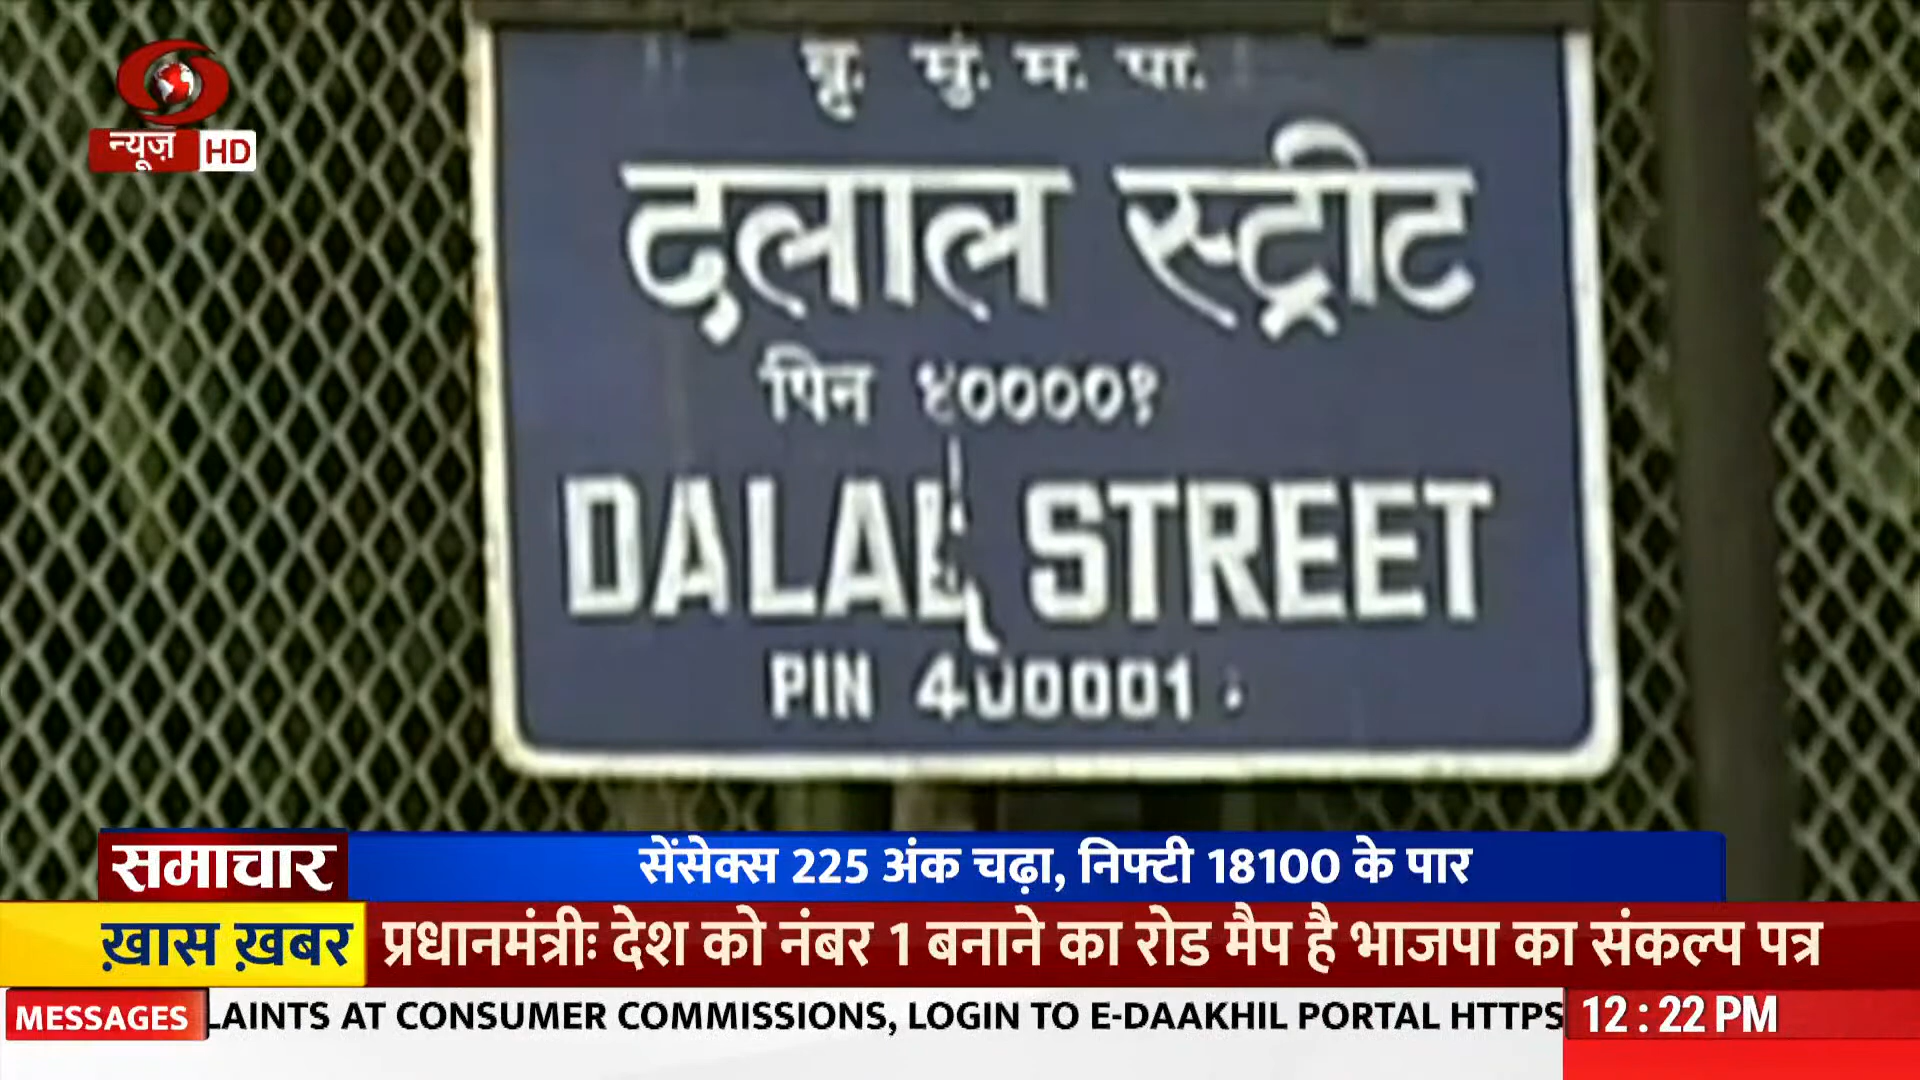 बृ. मुं. म. पा.
न्यूज़ HD
दलाल स्ट्रीट
पिन ४००००१
DALAL STREET
PIN 400001
समाचार
सेंसेक्स 225 अंक चढ़ा, निफ्टी 18100 के पार
ख़ास ख़बर
प्रधानमंत्रीः देश को नंबर 1 बनाने का रोड मैप है भाजपा का संकल्प पत्र
MESSAGES
LAINTS AT CONSUMER COMMISSIONS, LOGIN TO E-DAAKHIL PORTAL HTTPS
12 : 22 PM